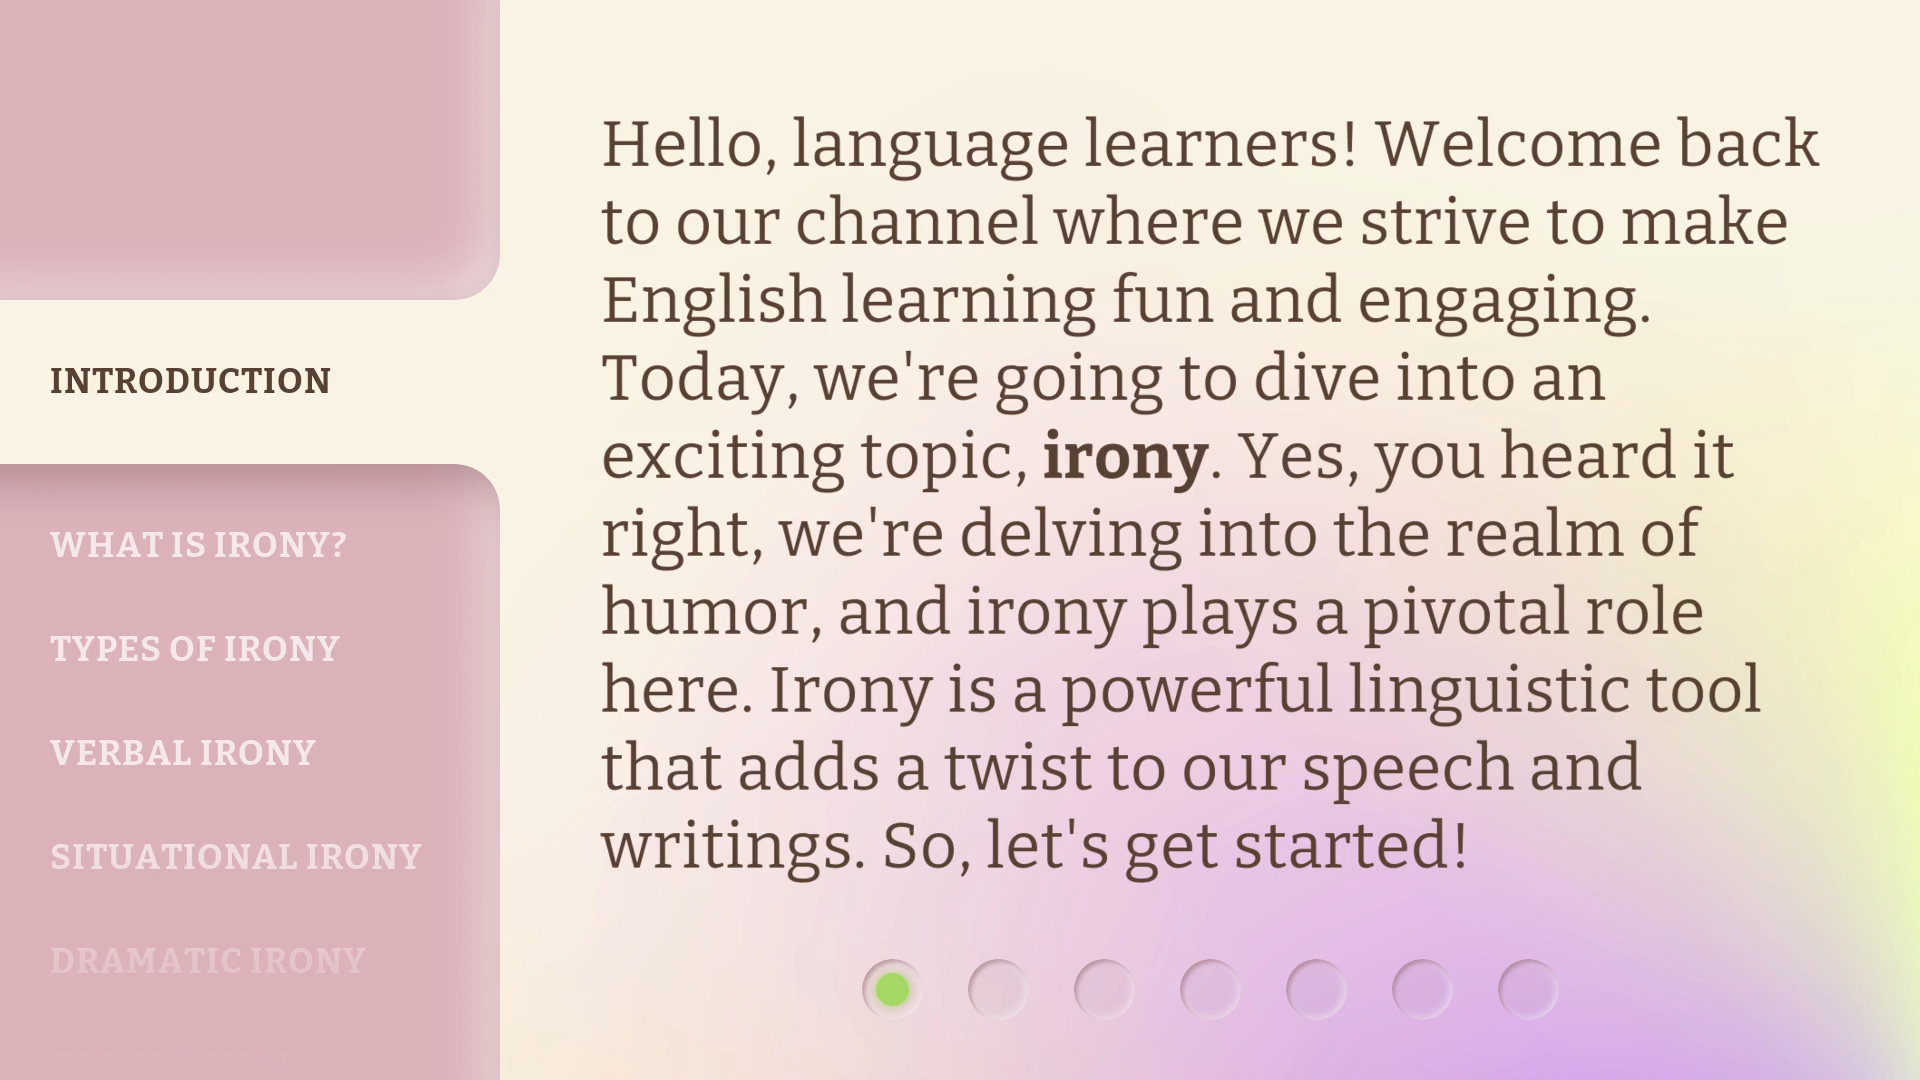 INTRODUCTION
WHAT IS IRONY?
TYPES OF IRONY
VERBAL IRONY
SITUATIONAL IRONY
DRAMATIC IRONY
CONCLUSION
Hello, language learners! Welcome back
to our channel where we strive to make
English learning fun and engaging.
Today, we're going to dive into an
exciting topic, irony. Yes, you heard it
right, we're delving into the realm of
humor, and irony plays a pivotal role
here. Irony is a powerful linguistic tool
that adds a twist to our speech and
writings. So, let's get started!